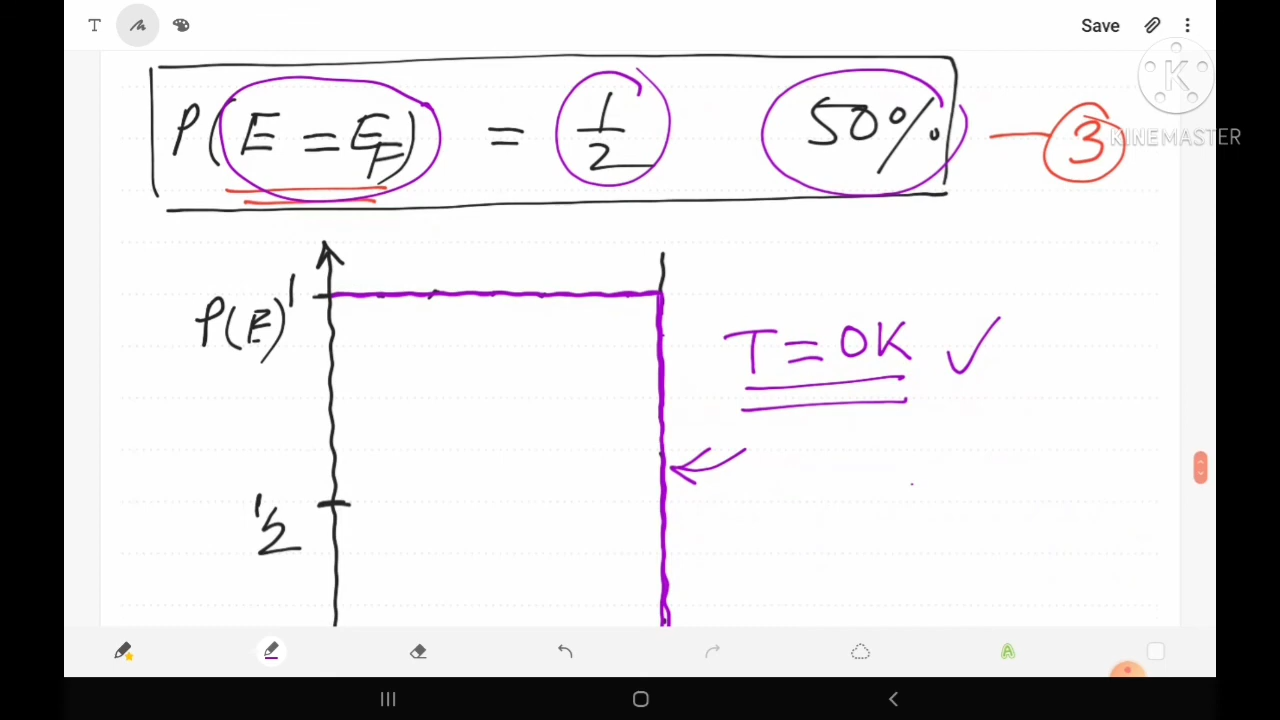 T Save
P(E = E_F) = 1/2 50% — 3
K
KINEMASTER
P(E) 1
T = 0K ✓
1/2
A